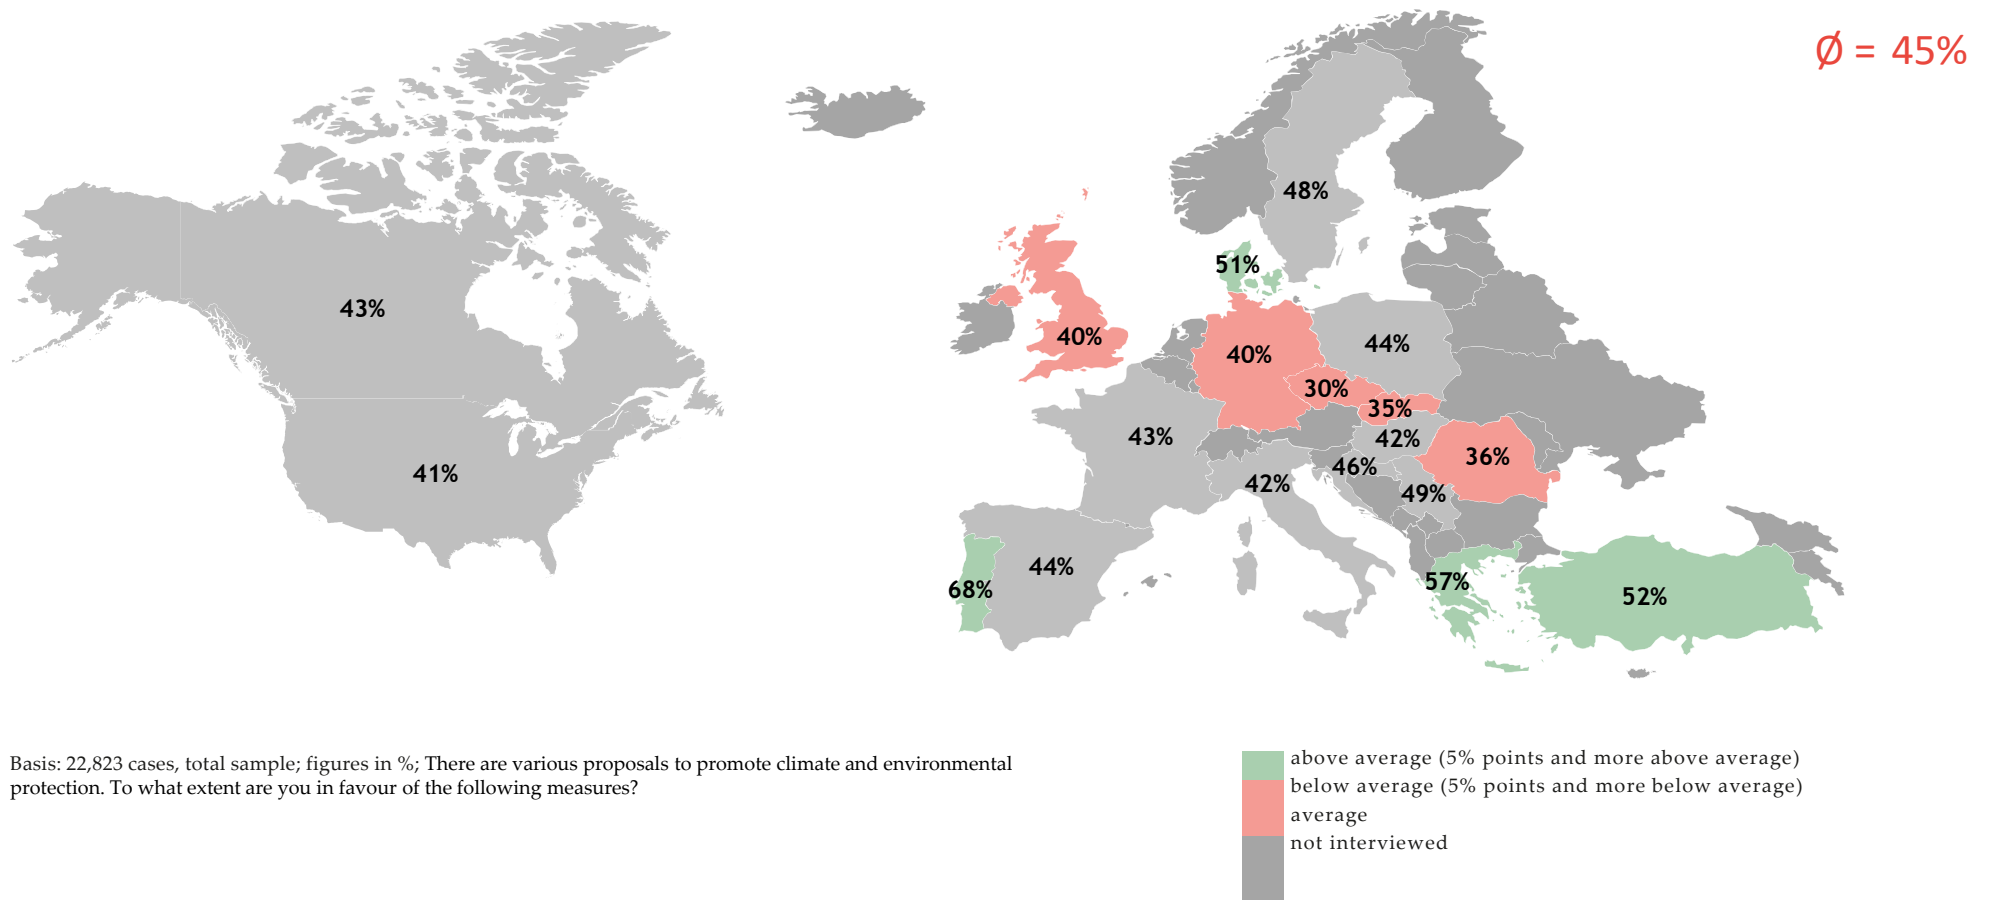 Ø = 45%
48%
51%
43%
40%
44%
40%
30%
35%
43%
42%
36%
46%
41%
42%
49%
44%
57%
68%
52%
Basis: 22,823 cases, total sample; figures in %; There are various proposals to promote climate and environmental
protection. To what extent are you in favour of the following measures?
above average (5% points and more above average)
below average (5% points and more below average)
average
not interviewed